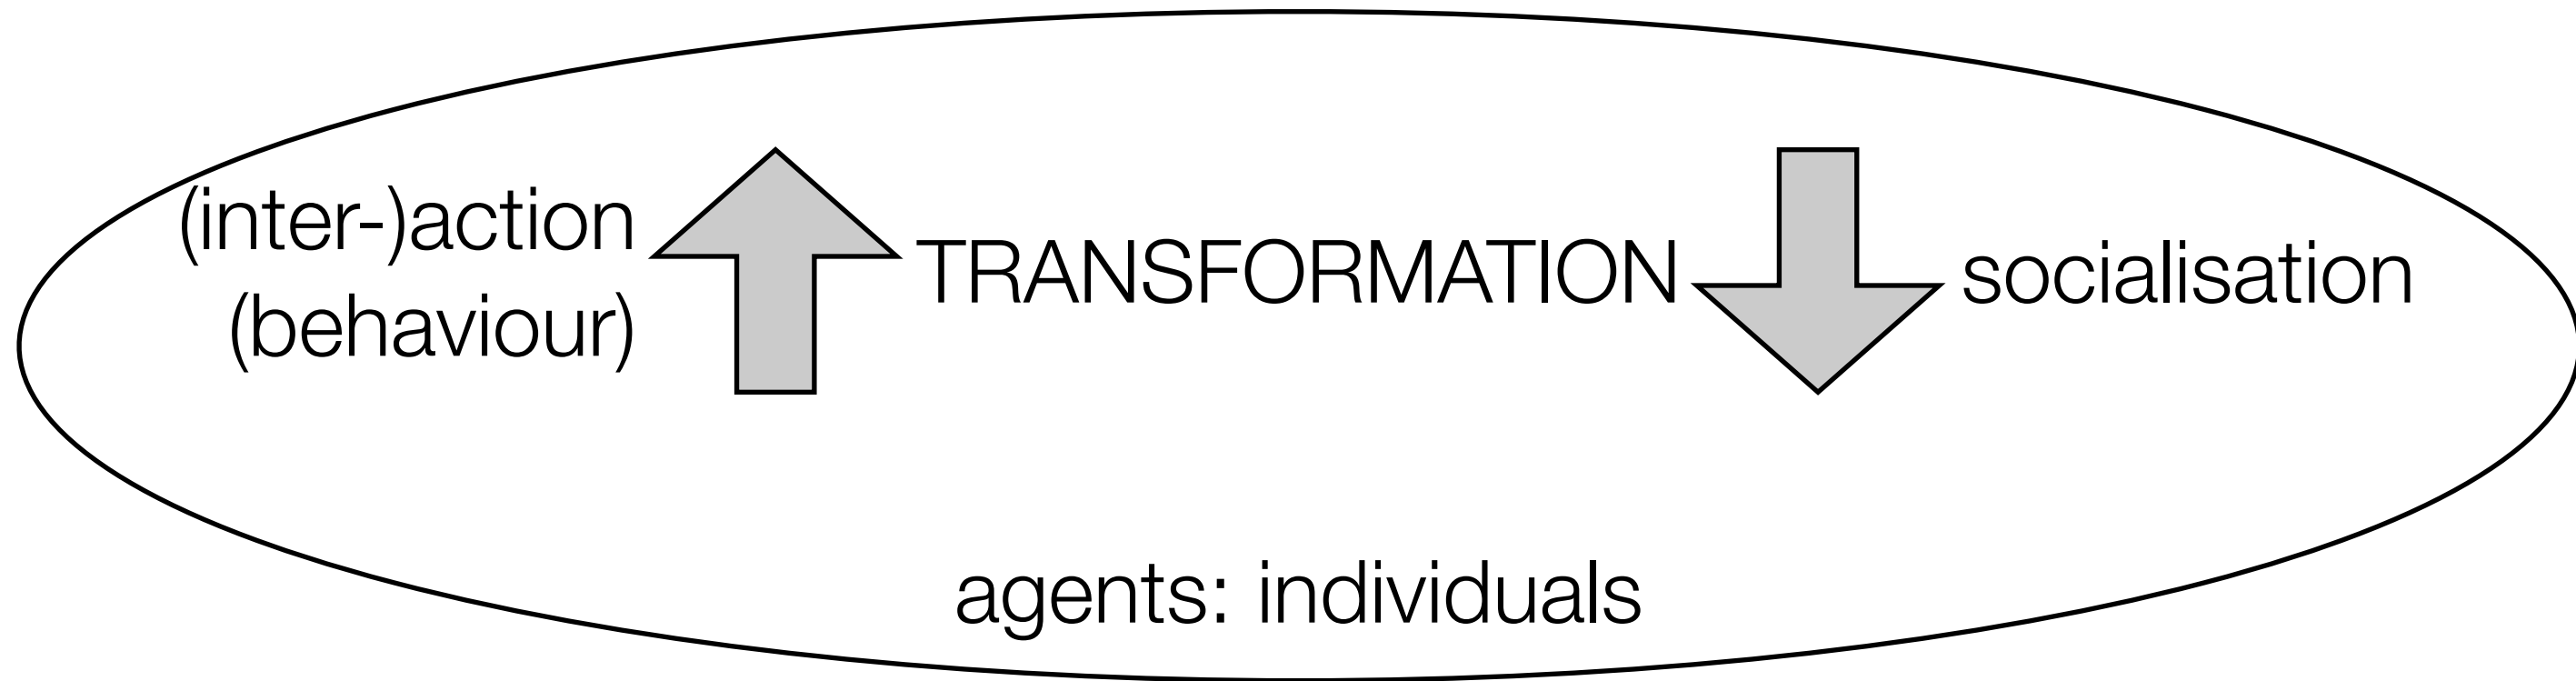 (inter-)action
(behaviour)
TRANSFORMATION
socialisation
agents: individuals